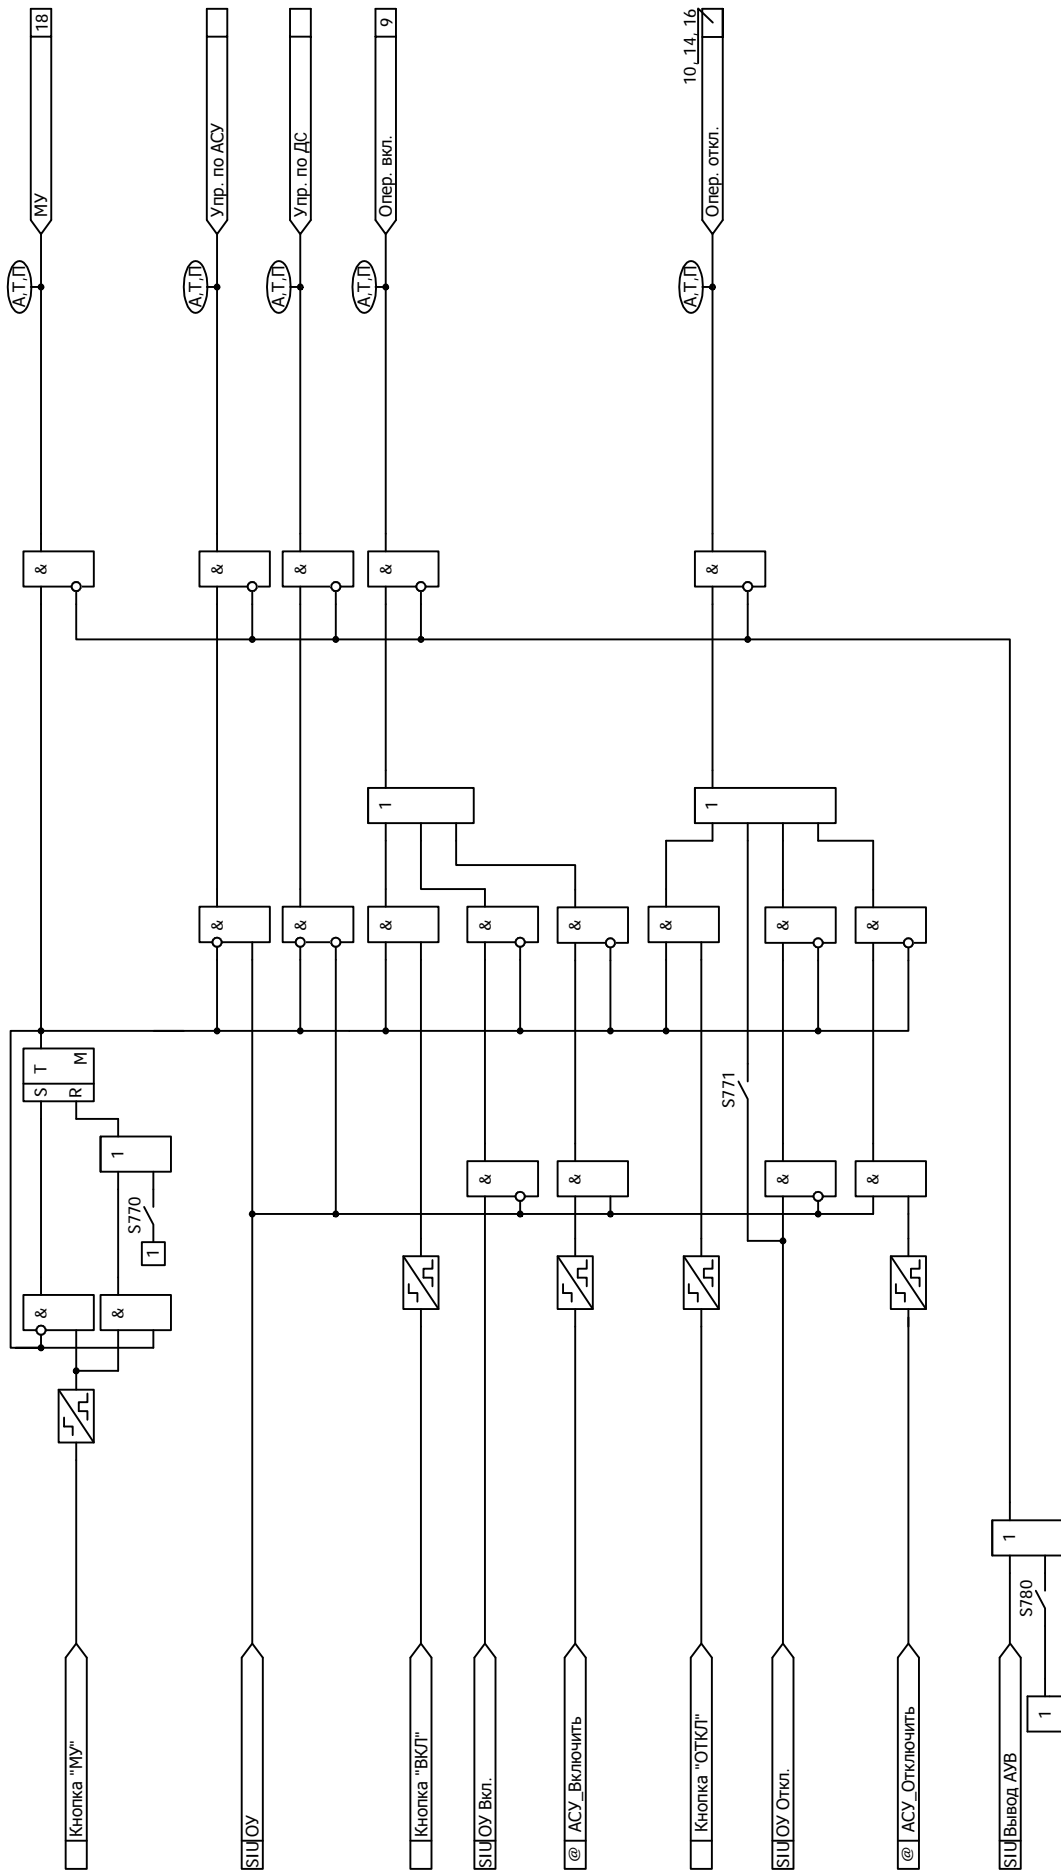 МУ 18
А,Т,П
Упр. по АСУ
А,Т,П
Упр. по ДС
А,Т,П
Опер. вкл. 9
А,Т,П
Опер. откл. 10, 14, 16
А,Т,П
&
&
&
&
&
1
1
&
&
&
&
&
&
&
&
S T
R M
1
S770
1
&
&
S771
&
&
&
&
Кнопка "МУ"
SIU ОУ
Кнопка "ВКЛ"
SIU ОУ Вкл.
@ АСУ_Включить
Кнопка "ОТКЛ"
SIU ОУ Откл.
@ АСУ_Отключить
SIU Вывод АУВ
1
S780
1